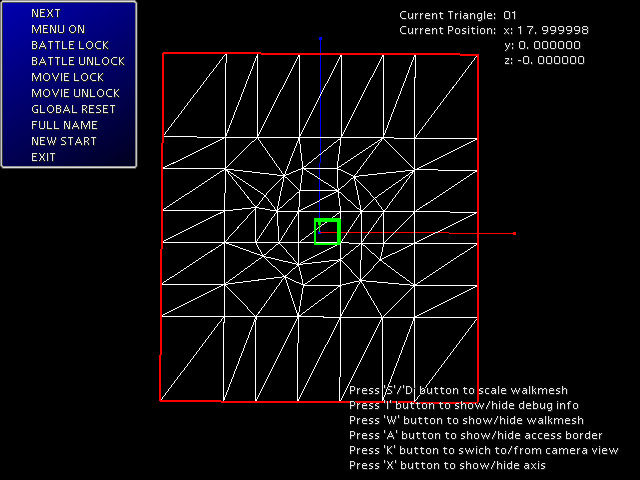 NEXT
MENU ON
BATTLE LOCK
BATTLE UNLOCK
MOVIE LOCK
MOVIE UNLOCK
GLOBAL RESET
FULL NAME
NEW START
EXIT
Current Triangle: 01
Current Position: x: 17.999998
y: 0.000000
z: -0.000000
Press 'S'/'D' button to scale walkmesh
Press 'I' button to show/hide debug info
Press 'W' button to show/hide walkmesh
Press 'A' button to show/hide access border
Press 'K' button to swich to/from camera view
Press 'X' button to show/hide axis